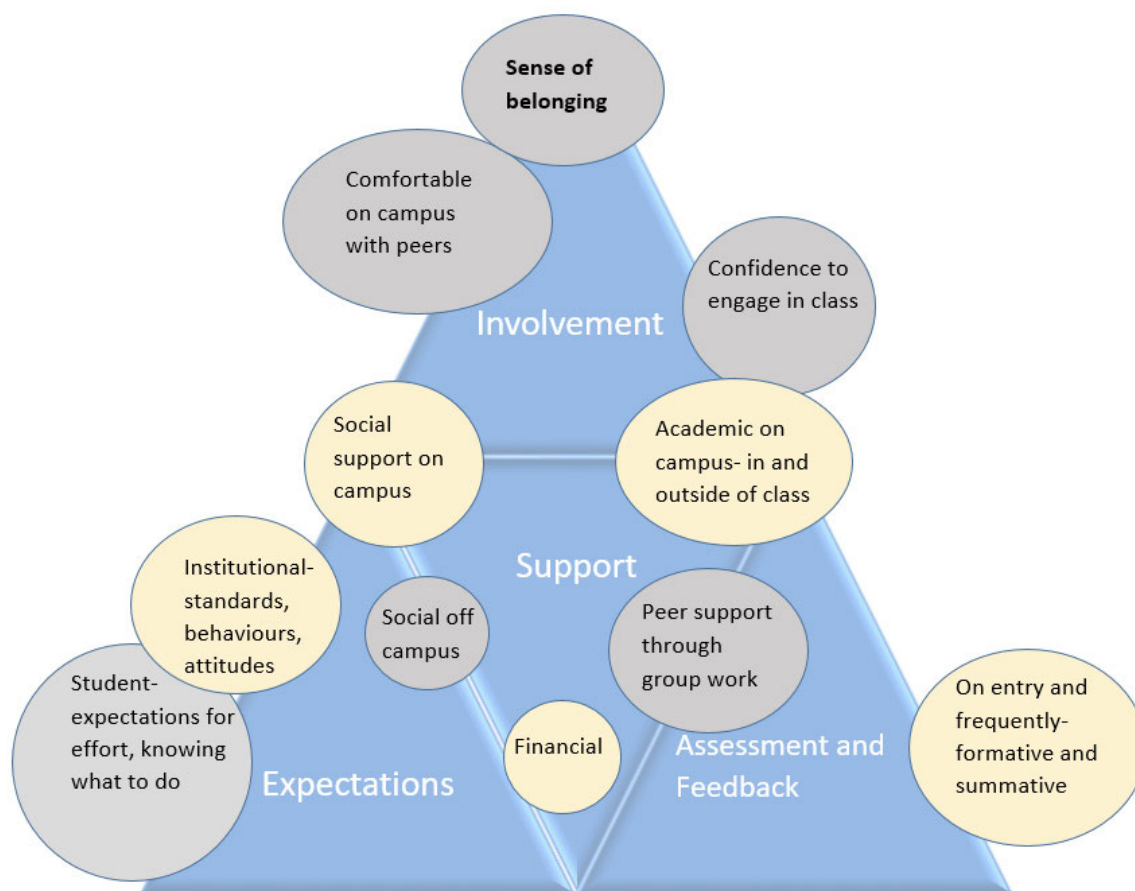 Sense of
belonging
Comfortable
on campus
with peers
Confidence to
engage in class
Involvement
Social
support on
campus
Academic on
campus- in and
outside of class
Support
Institutional-
standards,
behaviours,
attitudes
Social off
campus
Peer support
through
group work
Student-
expectations for
effort, knowing
what to do
On entry and
frequently-
formative and
summative
Financial
Expectations
Assessment and
Feedback